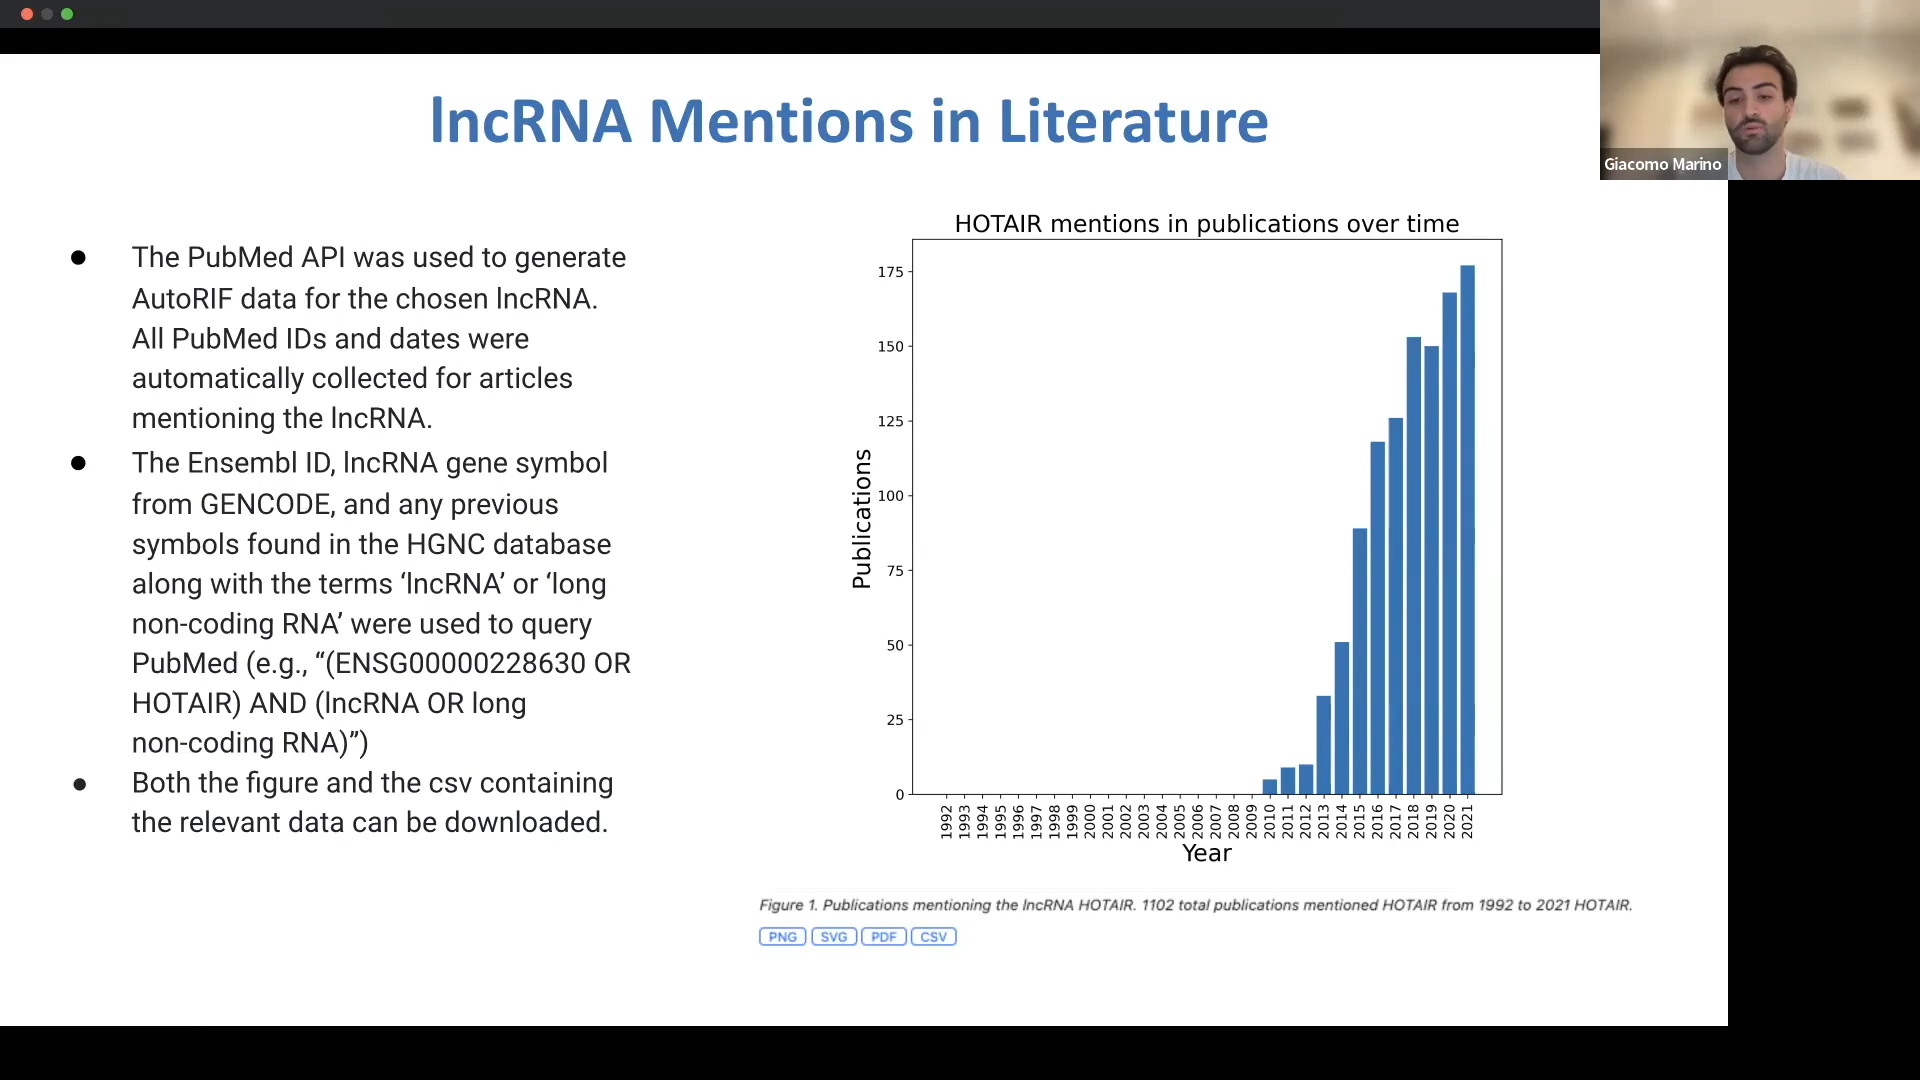 lncRNA Mentions in Literature
Giacomo Marino
● The PubMed API was used to generate
AutoRIF data for the chosen lncRNA.
All PubMed IDs and dates were
automatically collected for articles
mentioning the lncRNA.
● The Ensembl ID, lncRNA gene symbol
from GENCODE, and any previous
symbols found in the HGNC database
along with the terms ‘lncRNA’ or ‘long
non-coding RNA’ were used to query
PubMed (e.g., “(ENSG00000228630 OR
HOTAIR) AND (lncRNA OR long
non-coding RNA)”)
● Both the figure and the csv containing
the relevant data can be downloaded.
HOTAIR mentions in publications over time
Publications
175
150
125
100
75
50
25
0
1992 1993 1994 1995 1996 1997 1998 1999 2000 2001 2002 2003 2004 2005 2006 2007 2008 2009 2010 2011 2012 2013 2014 2015 2016 2017 2018 2019 2020 2021
Year
Figure 1. Publications mentioning the lncRNA HOTAIR. 1102 total publications mentioned HOTAIR from 1992 to 2021 HOTAIR.
PNG SVG PDF CSV